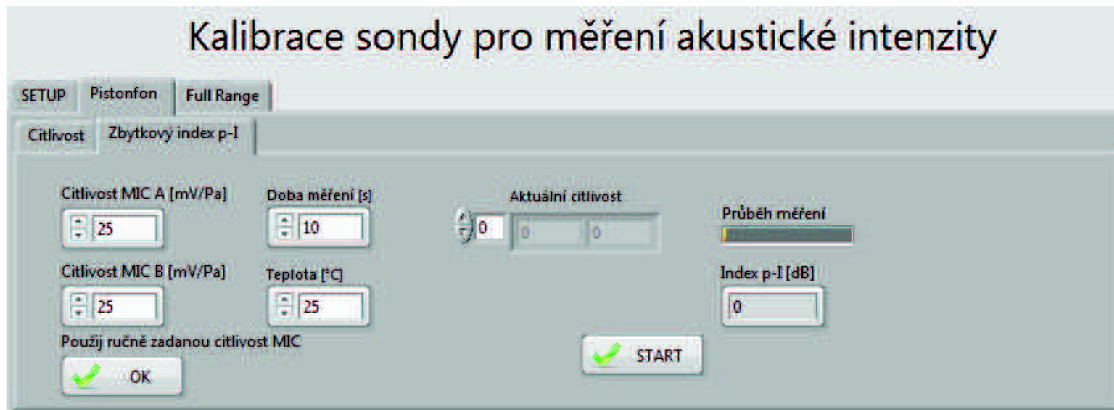 Kalibrace sondy pro měření akustické intenzity
SETUP Pistonfon Full Range
Citlivost Zbytkový index p-I
Citlivost MIC A [mV/Pa] Doba měření [s] Aktuální citlivost
25 10 0 0 0
Průběh měření
Citlivost MIC B [mV/Pa] Teplota [°C] Index p-I [dB]
25 25 0
Použij ručně zadanou citlivost MIC
OK START